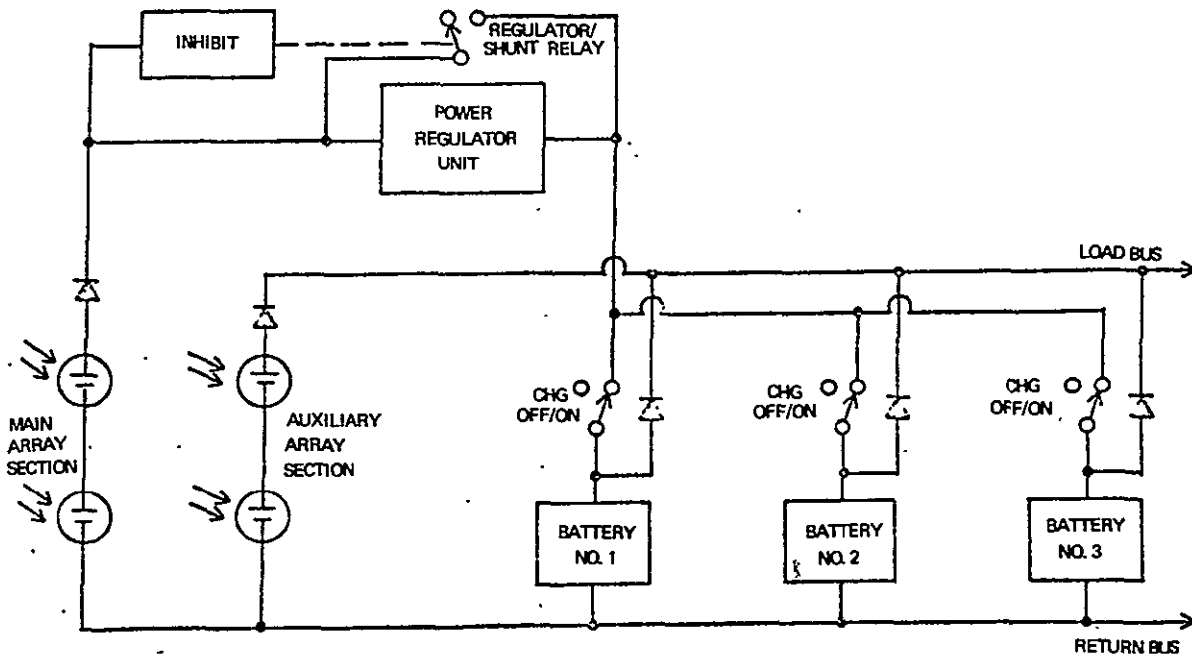 INHIBIT
REGULATOR/
SHUNT RELAY
POWER
REGULATOR
UNIT
LOAD BUS
MAIN
ARRAY
SECTION
AUXILIARY
ARRAY
SECTION
CHG
OFF/ON
CHG
OFF/ON
CHG
OFF/ON
BATTERY
NO. 1
BATTERY
NO. 2
BATTERY
NO. 3
RETURN BUS